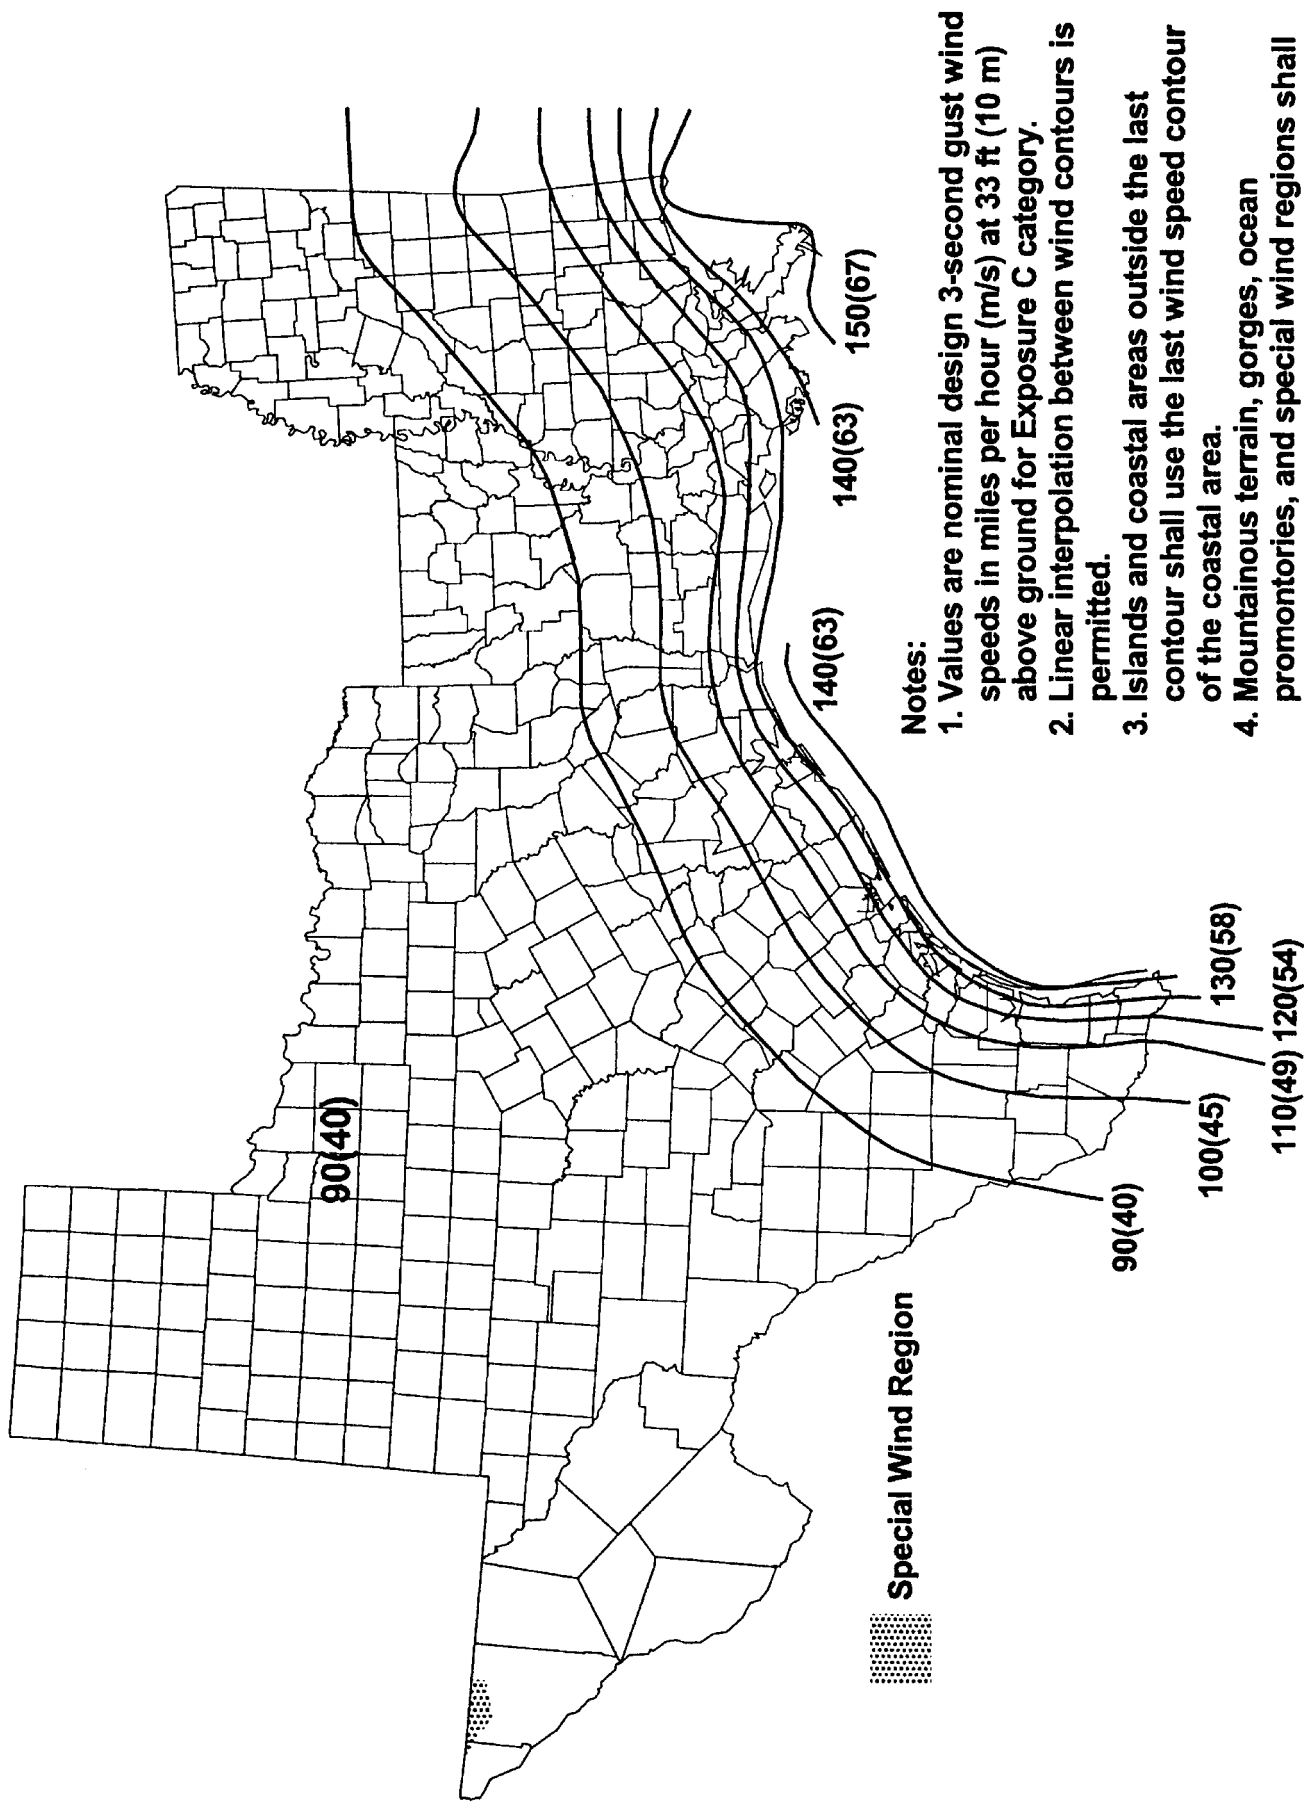 90(40)
Special Wind Region
90(40)
100(45)
110(49)
120(54)
130(58)
140(63)
140(63)
150(67)
Notes:
1. Values are nominal design 3-second gust wind
speeds in miles per hour (m/s) at 33 ft (10 m)
above ground for Exposure C category.
2. Linear interpolation between wind contours is
permitted.
3. Islands and coastal areas outside the last
contour shall use the last wind speed contour
of the coastal area.
4. Mountainous terrain, gorges, ocean
promontories, and special wind regions shall